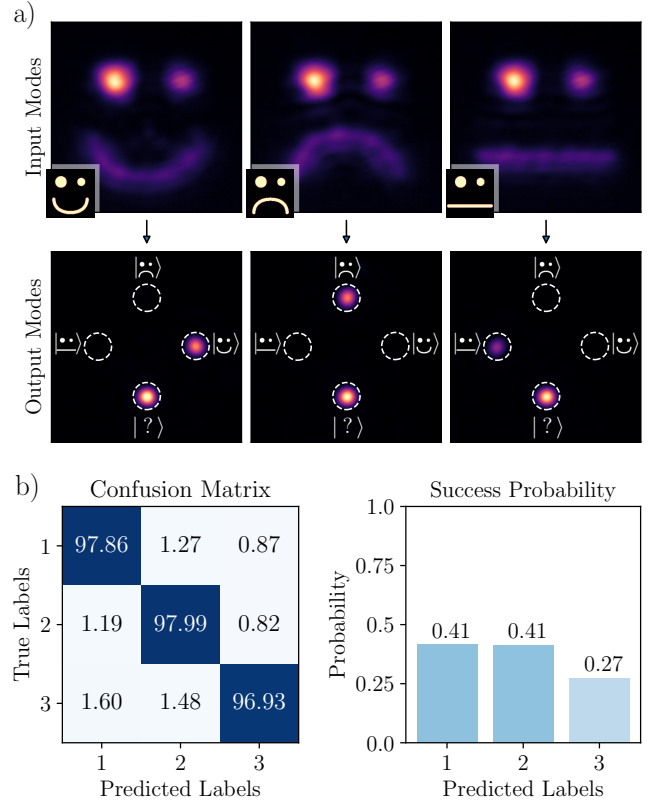 a)
Input Modes
Output Modes
| ? ⟩
| ? ⟩
| ? ⟩
b)
Confusion Matrix
True Labels
1
97.86 1.27 0.87
2
1.19 97.99 0.82
3
1.60 1.48 96.93
1 2 3
Predicted Labels
Success Probability
Probability
1.0
0.75
0.5
0.25
0.0
0.41 0.41 0.27
1 2 3
Predicted Labels